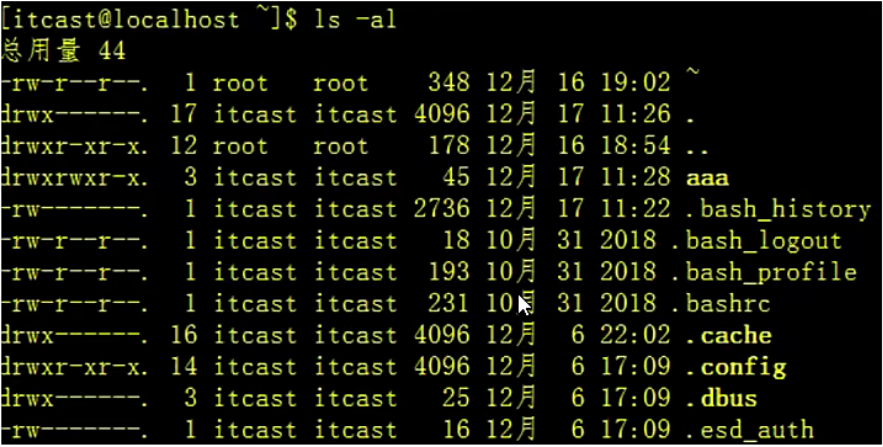 [itcast@localhost ~]$ ls -al
总用量 44
-rw-r--r--.  1 root   root    348 12月  16 19:02 ~
drwx------. 17 itcast itcast 4096 12月  17 11:26 .
drwxr-xr-x. 12 root   root    178 12月  16 18:54 ..
drwxrwxr-x.  3 itcast itcast   45 12月  17 11:28 aaa
-rw-------.  1 itcast itcast 2736 12月  17 11:22 .bash_history
-rw-r--r--.  1 itcast itcast   18 10月  31 2018 .bash_logout
-rw-r--r--.  1 itcast itcast  193 10月  31 2018 .bash_profile
-rw-r--r--.  1 itcast itcast  231 10月  31 2018 .bashrc
drwx------. 16 itcast itcast 4096 12月   6 22:02 .cache
drwxr-xr-x. 14 itcast itcast 4096 12月   6 17:09 .config
drwx------.  3 itcast itcast   25 12月   6 17:09 .dbus
-rw-------.  1 itcast itcast   16 12月   6 17:09 .esd_auth